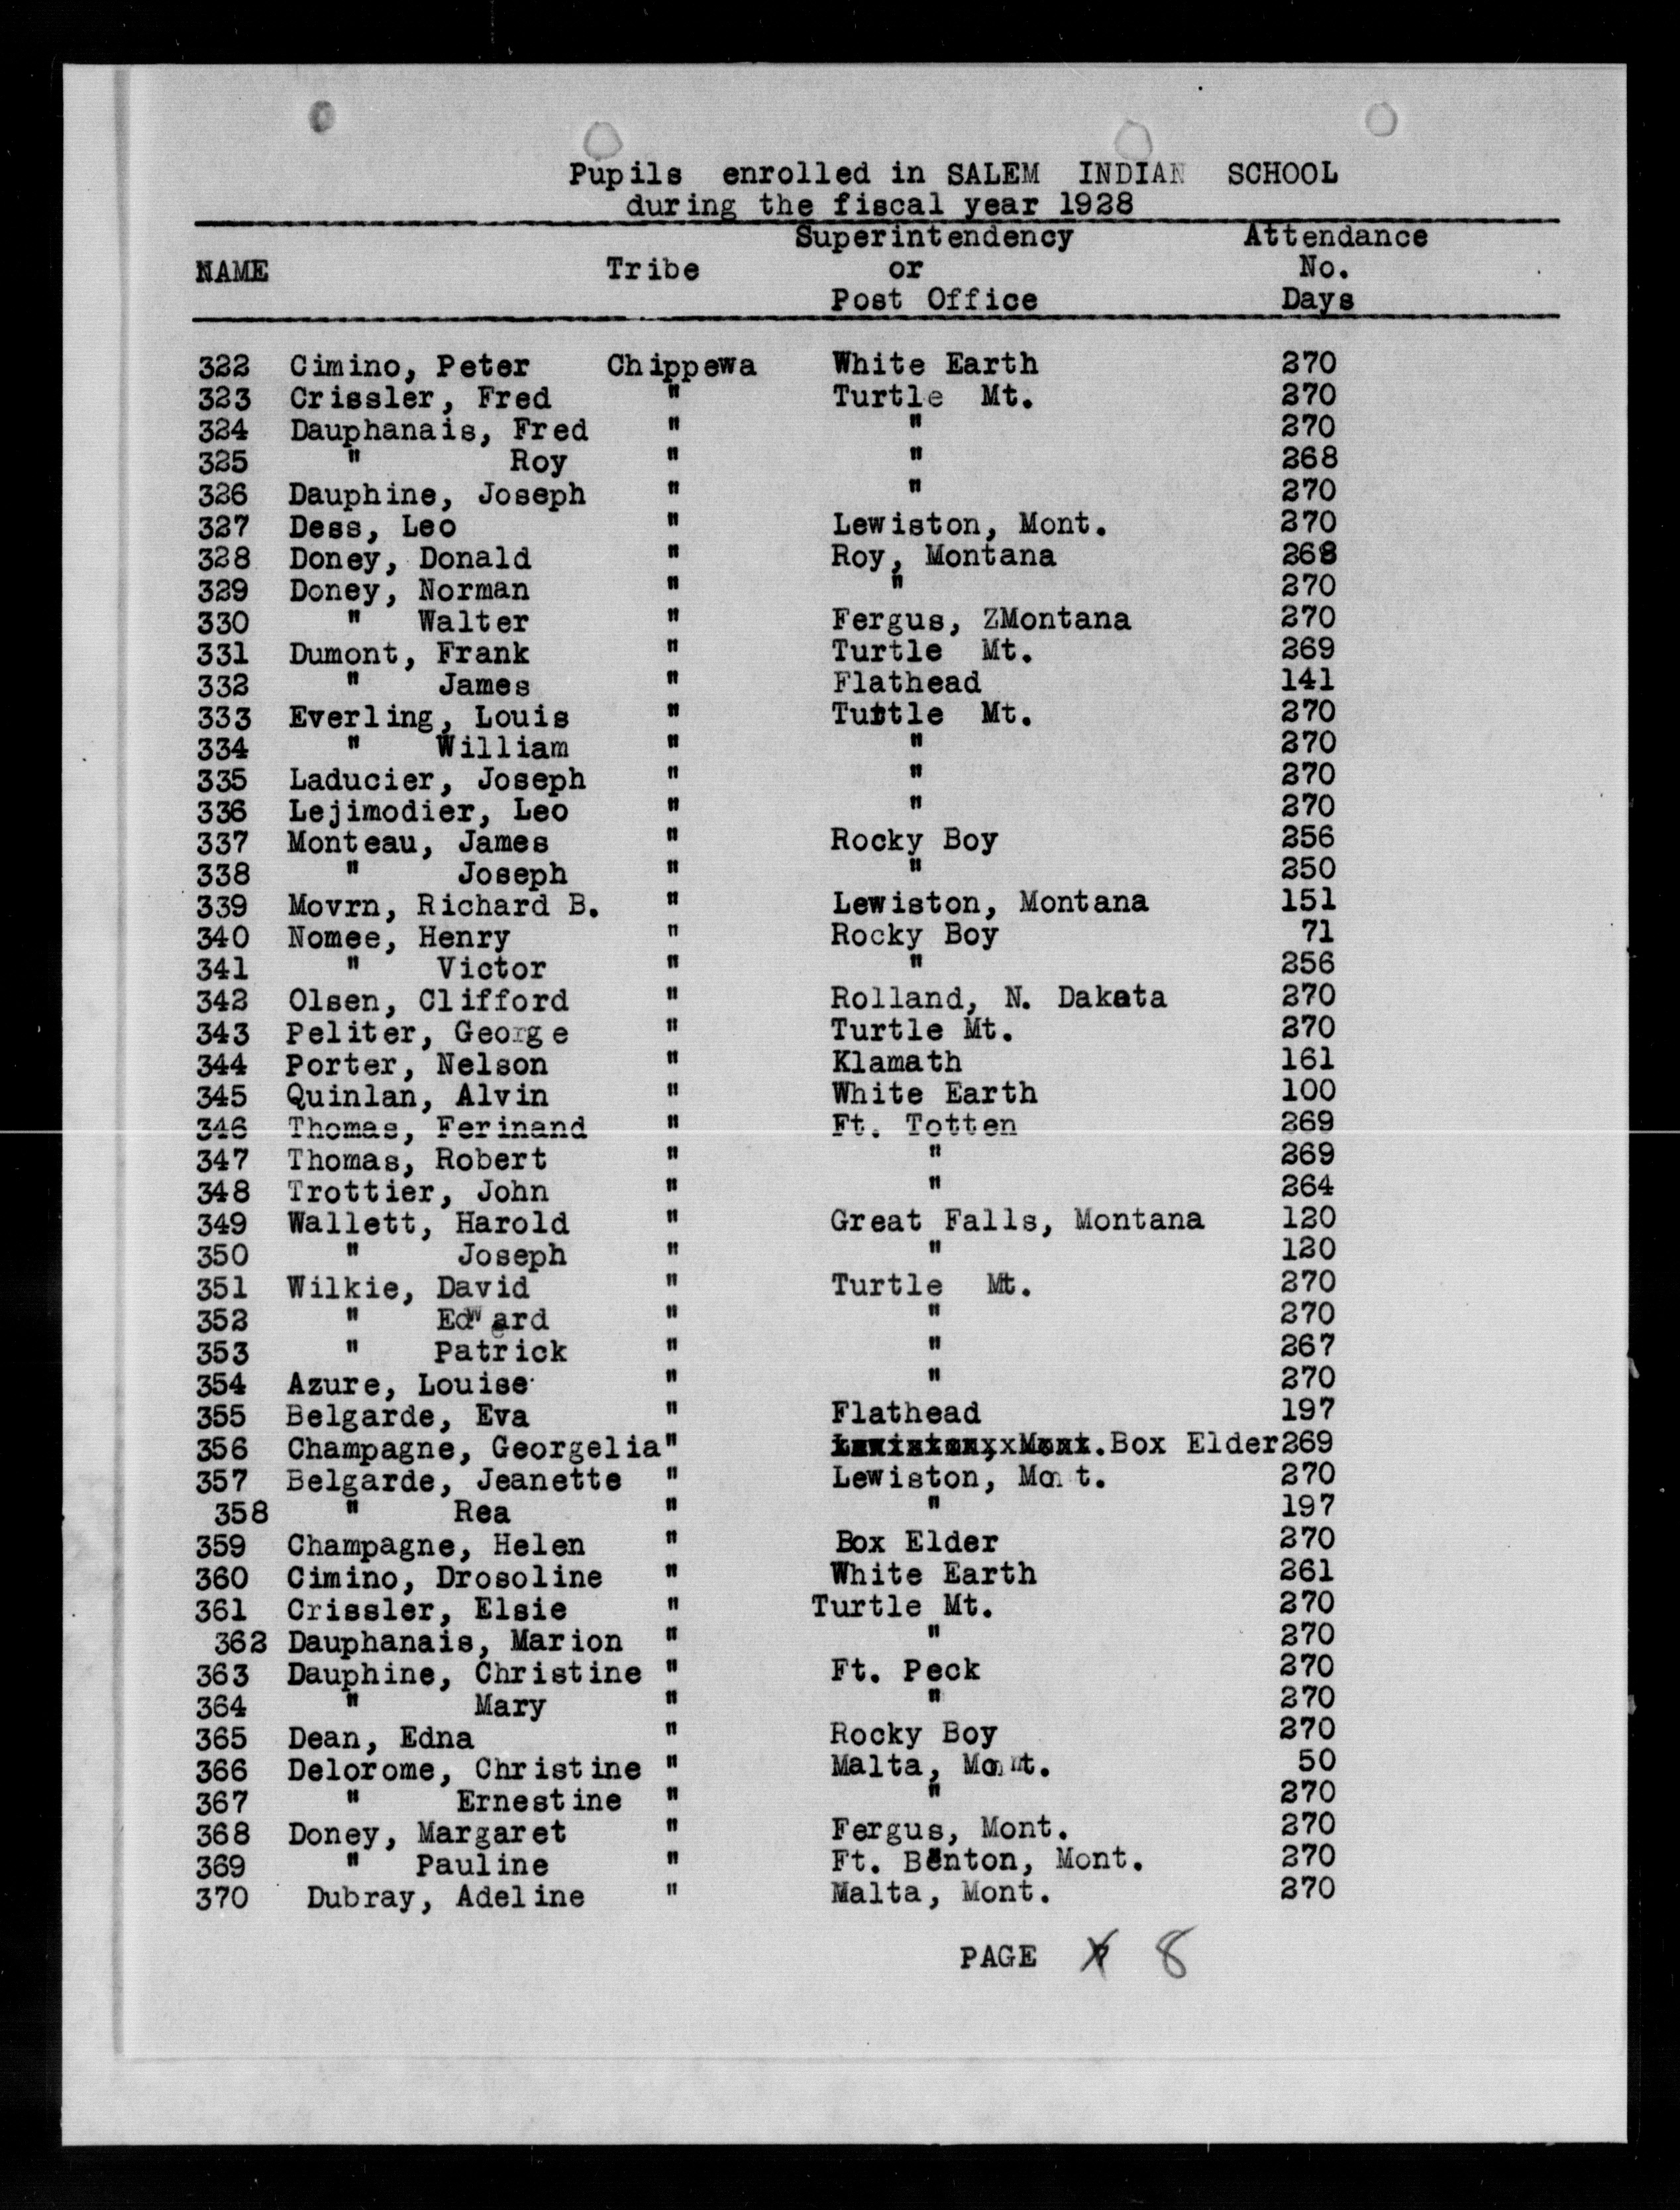 Pupils enrolled in SALEM INDIAN SCHOOL
during the fiscal year 1928
Superintendency Attendance
NAME Tribe or No.
Post Office Days
322 Cimino, Peter Chippewa White Earth 270
323 Crissler, Fred " Turtle Mt. 270
324 Dauphanais, Fred " " 270
325 " Roy " " 268
326 Dauphine, Joseph " " 270
327 Dess, Leo " Lewiston, Mont. 270
328 Doney, Donald " Roy, Montana 268
329 Doney, Norman " " 270
330 " Walter " Fergus, ZMontana 270
331 Dumont, Frank " Turtle Mt. 269
332 " James " Flathead 141
333 Everling, Louis " Tuttle Mt. 270
334 " William " " 270
335 Laducier, Joseph " " 270
336 Lejimodier, Leo " " 270
337 Monteau, James " Rocky Boy 256
338 " Joseph " " 250
339 Movrn, Richard B. " Lewiston, Montana 151
340 Nomee, Henry " Rocky Boy 71
341 " Victor " " 256
342 Olsen, Clifford " Rolland, N. Dakota 270
343 Peliter, George " Turtle Mt. 270
344 Porter, Nelson " Klamath 161
345 Quinlan, Alvin " White Earth 100
346 Thomas, Ferinand " Ft. Totten 269
347 Thomas, Robert " " 269
348 Trottier, John " " 264
349 Wallett, Harold " Great Falls, Montana 120
350 " Joseph " " 120
351 Wilkie, David " Turtle Mt. 270
352 " Edward " " 270
353 " Patrick " " 267
354 Azure, Louise " " 270
355 Belgarde, Eva " Flathead 197
356 Champagne, Georgelia " Box Elder 269
357 Belgarde, Jeanette " Lewiston, Mont. 270
358 " Rea " " 197
359 Champagne, Helen " Box Elder 270
360 Cimino, Drosoline " White Earth 261
361 Crissler, Elsie " Turtle Mt. 270
362 Dauphanais, Marion " " 270
363 Dauphine, Christine " Ft. Peck 270
364 " Mary " " 270
365 Dean, Edna " Rocky Boy 270
366 Delorome, Christine " Malta, Mont. 50
367 " Ernestine " " 270
368 Doney, Margaret " Fergus, Mont. 270
369 " Pauline " Ft. Benton, Mont. 270
370 Dubray, Adeline " Malta, Mont. 270
PAGE 8